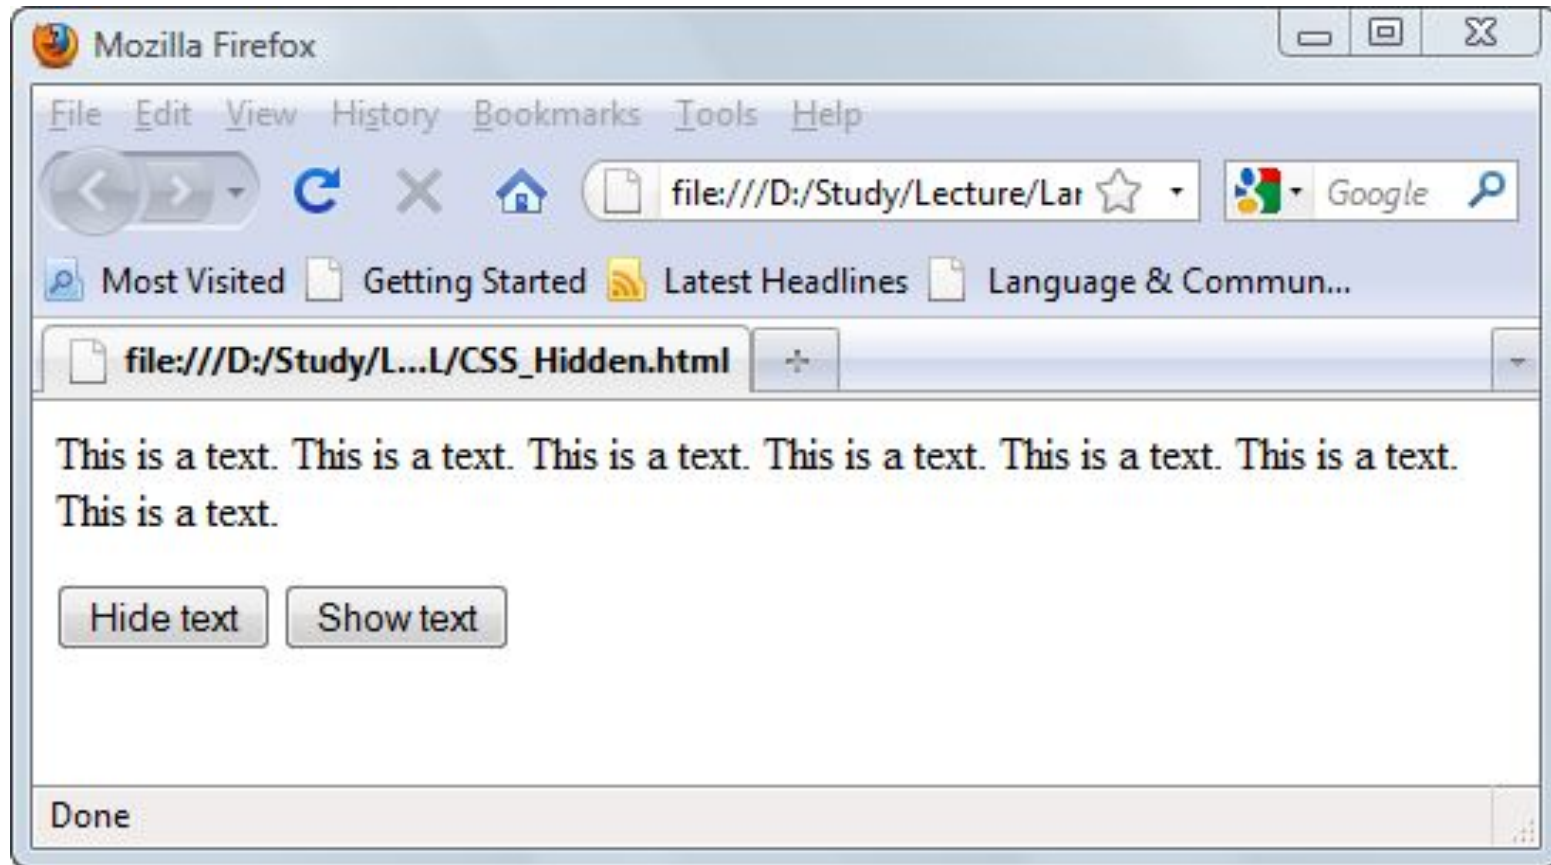 Mozilla Firefox
File Edit View History Bookmarks Tools Help
file:///D:/Study/Lecture/Lar Google
Most Visited Getting Started Latest Headlines Language & Commun...
file:///D:/Study/L...L/CSS_Hidden.html
This is a text. This is a text. This is a text. This is a text. This is a text. This is a text.
This is a text.
Hide text Show text
Done